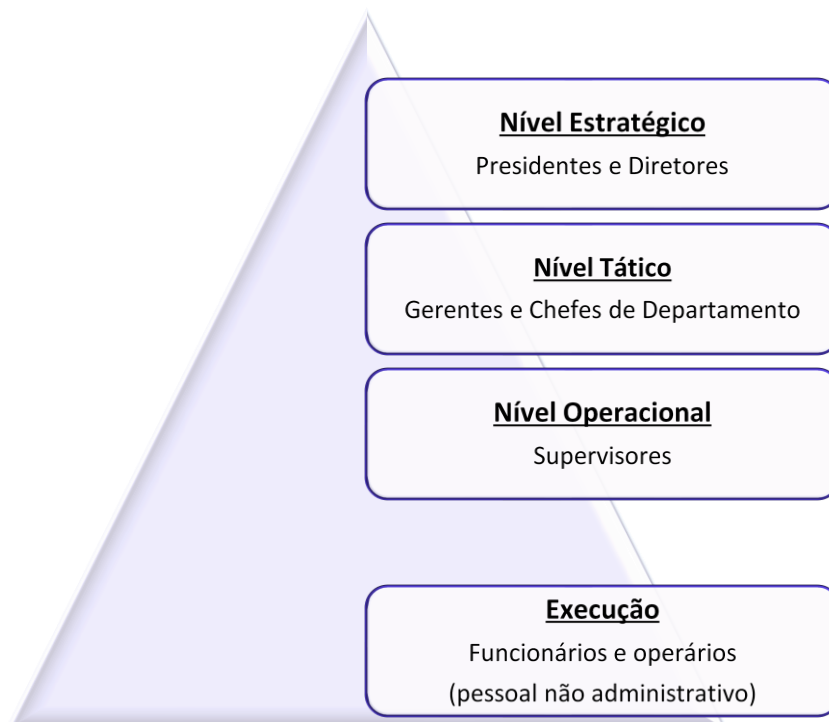 Nível Estratégico
Presidentes e Diretores
Nível Tático
Gerentes e Chefes de Departamento
Nível Operacional
Supervisores
Execução
Funcionários e operários
(pessoal não administrativo)